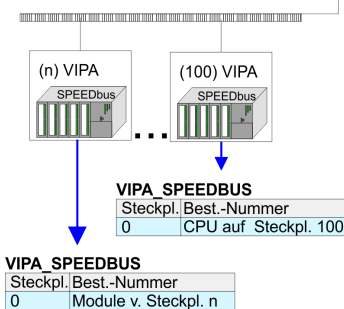 (n) VIPA
SPEEDbus
(100) VIPA
SPEEDbus
VIPA_SPEEDBUS
Steckpl. Best.-Nummer
0 CPU auf Steckpl. 100
VIPA_SPEEDBUS
Steckpl. Best.-Nummer
0 Module v. Steckpl. n